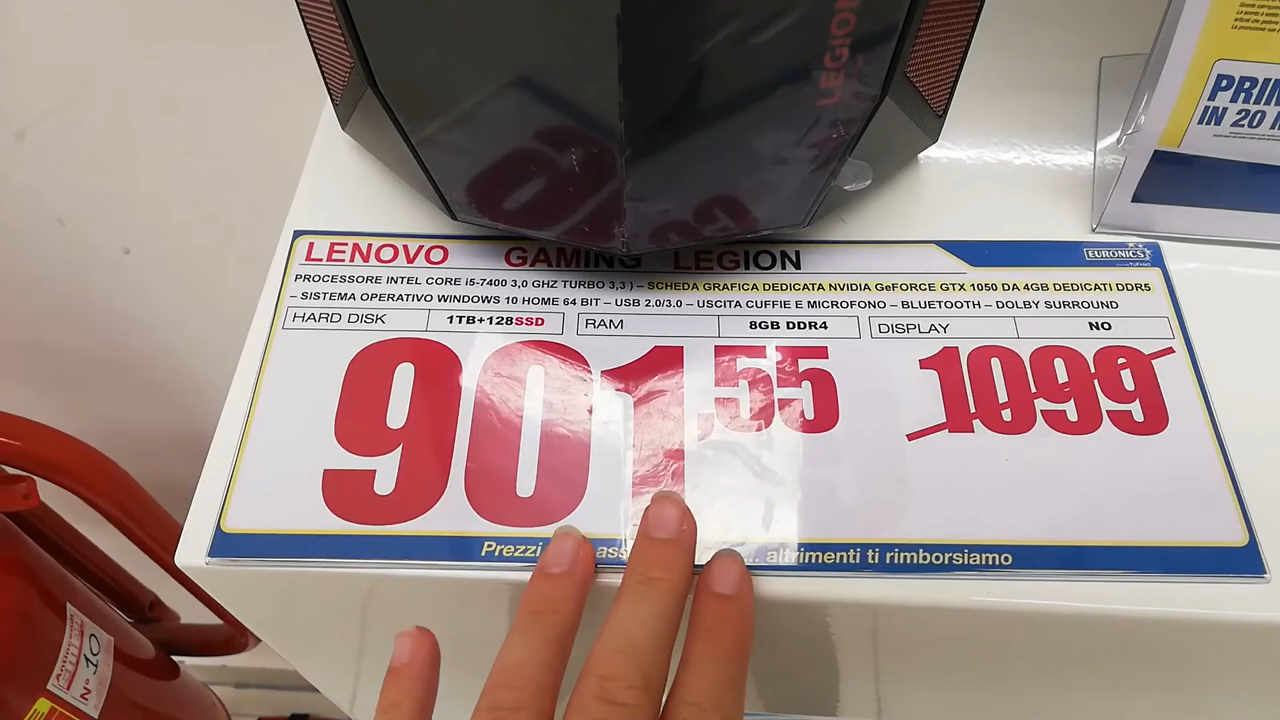 LEGION
PRIM
IN 20 
LENOVO GAMING LEGION
EURONICS
PROCESSORE INTEL CORE i5-7400 3,0 GHZ TURBO 3,3 ) – SCHEDA GRAFICA DEDICATA NVIDIA GeFORCE GTX 1050 DA 4GB DEDICATI DDR5
– SISTEMA OPERATIVO WINDOWS 10 HOME 64 BIT – USB 2.0/3.0 – USCITA CUFFIE E MICROFONO – BLUETOOTH – DOLBY SURROUND
HARD DISK 1TB+128SSD RAM 8GB DDR4 DISPLAY NO
901,55 1099
Prezzi ass ... altrimenti ti rimborsiamo
N° 10